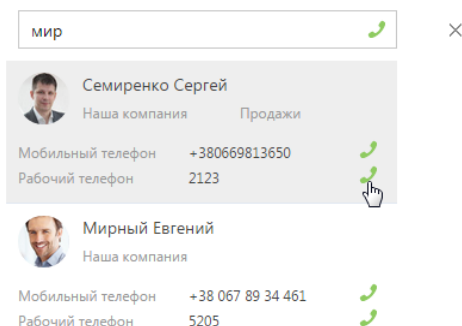 мир
Семиренко Сергей
Наша компания Продажи
Мобильный телефон +380669813650
Рабочий телефон 2123
Мирный Евгений
Наша компания
Мобильный телефон +38 067 89 34 461
Рабочий телефон 5205